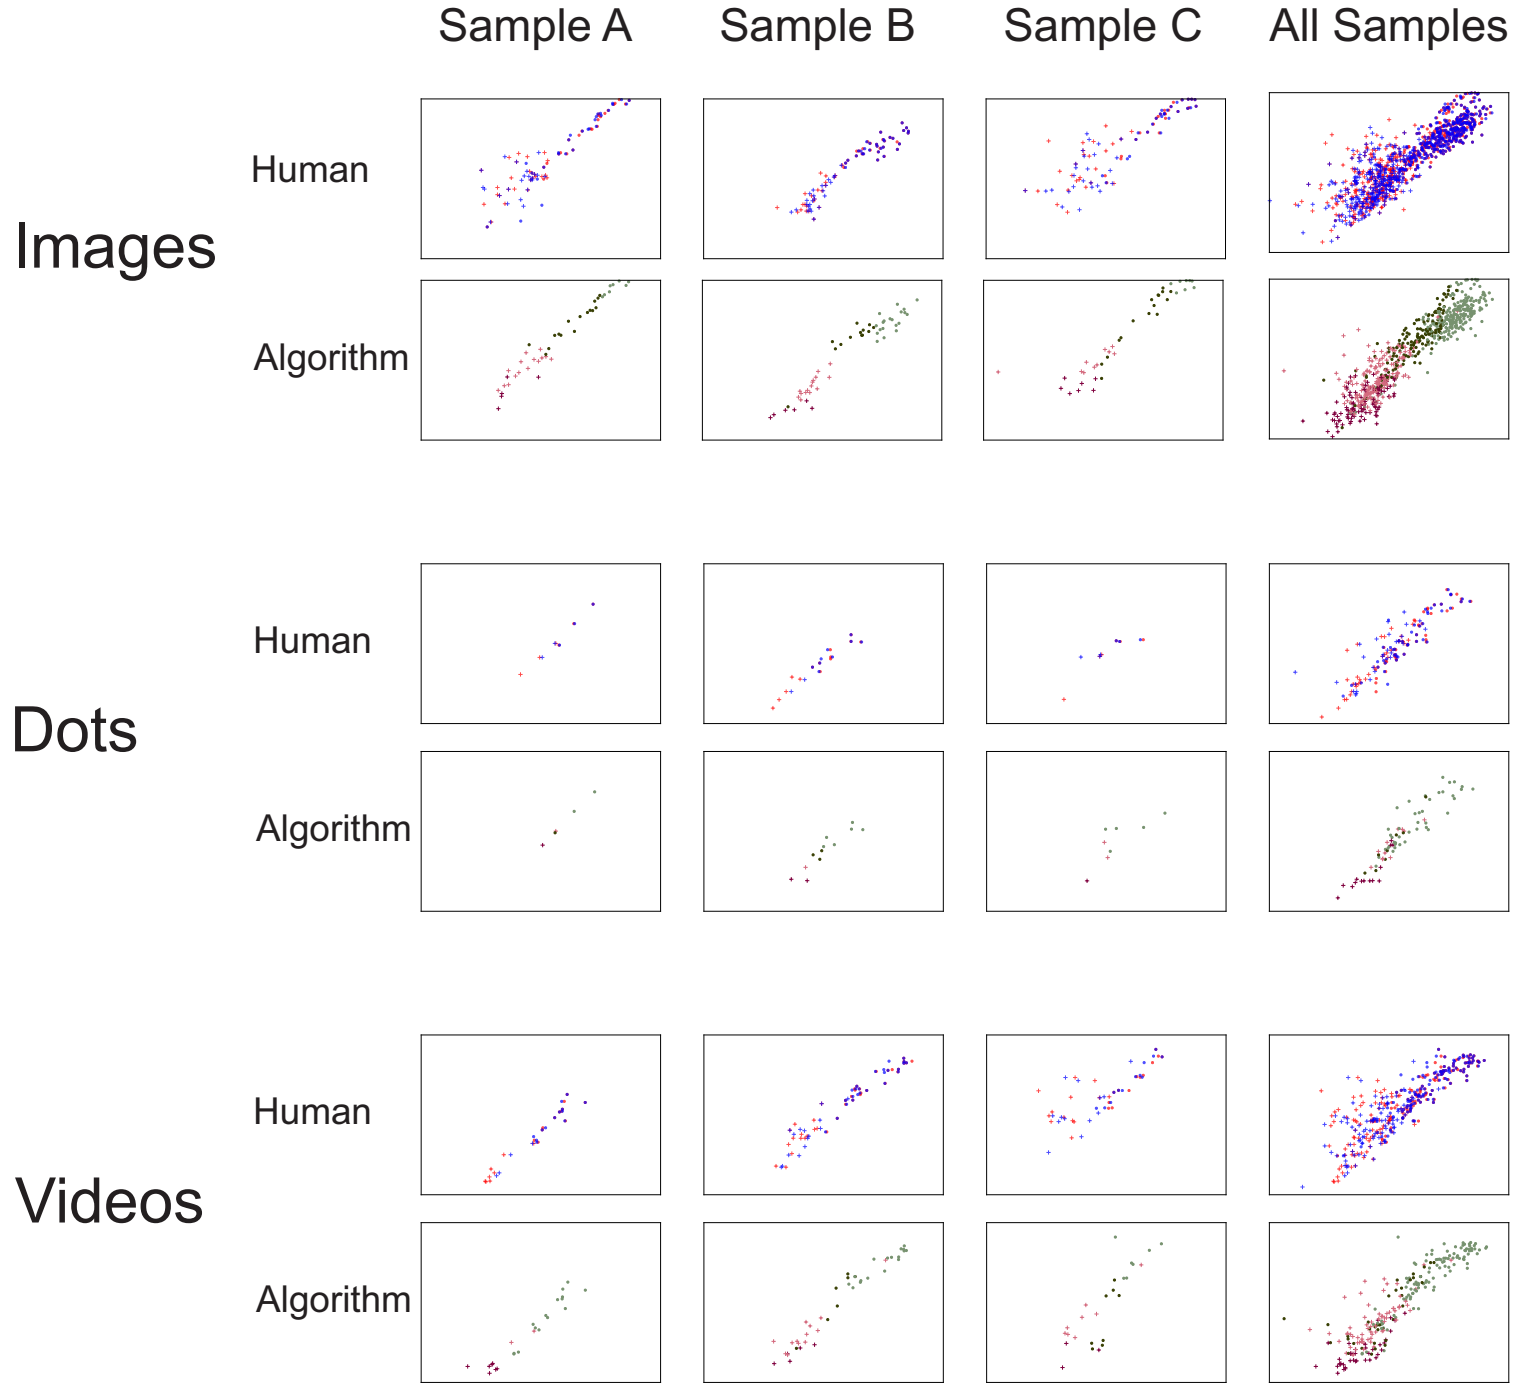 Sample A
Sample B
Sample C
All Samples
Images
Human
Algorithm
Dots
Human
Algorithm
Videos
Human
Algorithm